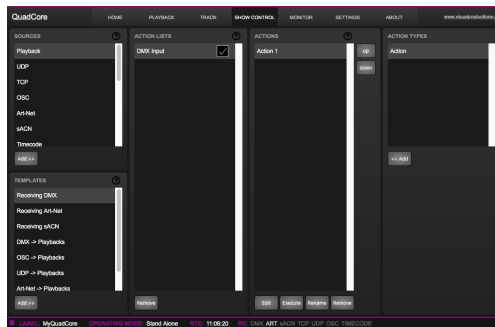 QuadCore
HOME
PLAYBACK
TRACK
SHOW CONTROL
MONITOR
SETTINGS
ABOUT
www.visualproductions.
SOURCES
Playback
UDP
TCP
OSC
Art-Net
sACN
Timecode
Add >>
TEMPLATES
Receiving DMX
Receiving Art-Net
Receiving sACN
DMX -> Playbacks
OSC -> Playbacks
UDP -> Playbacks
Art-Net -> Playbacks
Add >>
ACTION LISTS
DMX Input
Remove
ACTIONS
Action 1
up
down
Edit
Execute
Rename
Remove
ACTION TYPES
Action
<< Add
LABEL: MyQuadCore OPERATING MODE: Stand Alone RTC: 11:08:20 RX: DMX ART sACN TCP UDP OSC TIMECODE